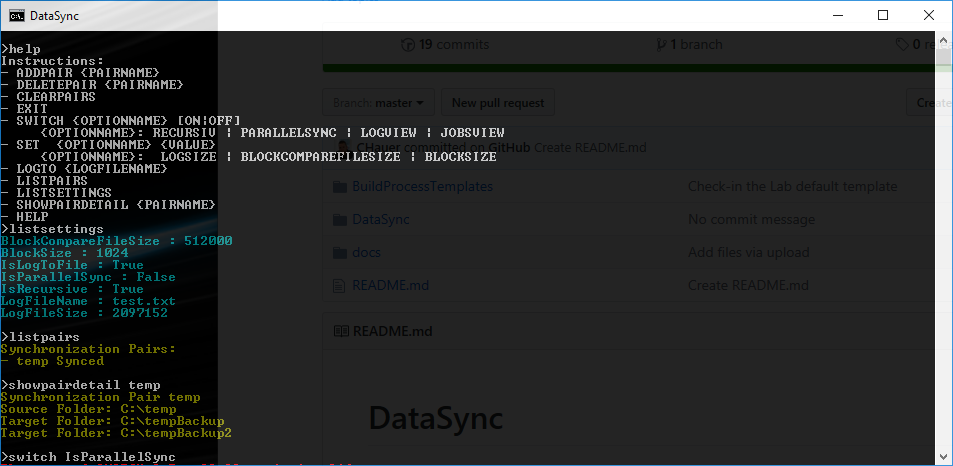 DataSync
>help
Instructions:
- ADDPAIR {PAIRNAME}
- DELETEPAIR {PAIRNAME}
- CLEARPAIRS
- EXIT
- SWITCH {OPTIONNAME} [ON|OFF]
{OPTIONNAME}: RECURSIV | PARALLELSYNC | LOGVIEW | JOBSVIEW
- SET {OPTIONNAME} {VALUE}
{OPTIONNAME}: LOGSIZE | BLOCKCOMPAREFILESIZE | BLOCKSIZE
- LOGTO {LOGFILENAME}
- LISTPAIRS
- LISTSETTINGS
- SHOWPAIRDETAIL {PAIRNAME}
- HELP
>listsettings
BlockCompareFileSize : 512000
BlockSize : 1024
IsLogToFile : True
IsParallelSync : False
IsRecursive : True
LogFileName : test.txt
LogFileSize : 2097152
>listpairs
Synchronization Pairs:
- temp Synced
>showpairdetail temp
Synchronization Pair temp
Source Folder: C:\temp
Target Folder: C:\tempBackup
Target Folder: C:\tempBackup2
>switch IsParallelSync
19 commits
1 branch
0
Branch: master
New pull request
Create
CHauer committed on GitHub Create README.md
BuildProcessTemplates Check-in the Lab default template
DataSync No commit message
docs Add files via upload
README.md Create README.md
README.md
DataSync